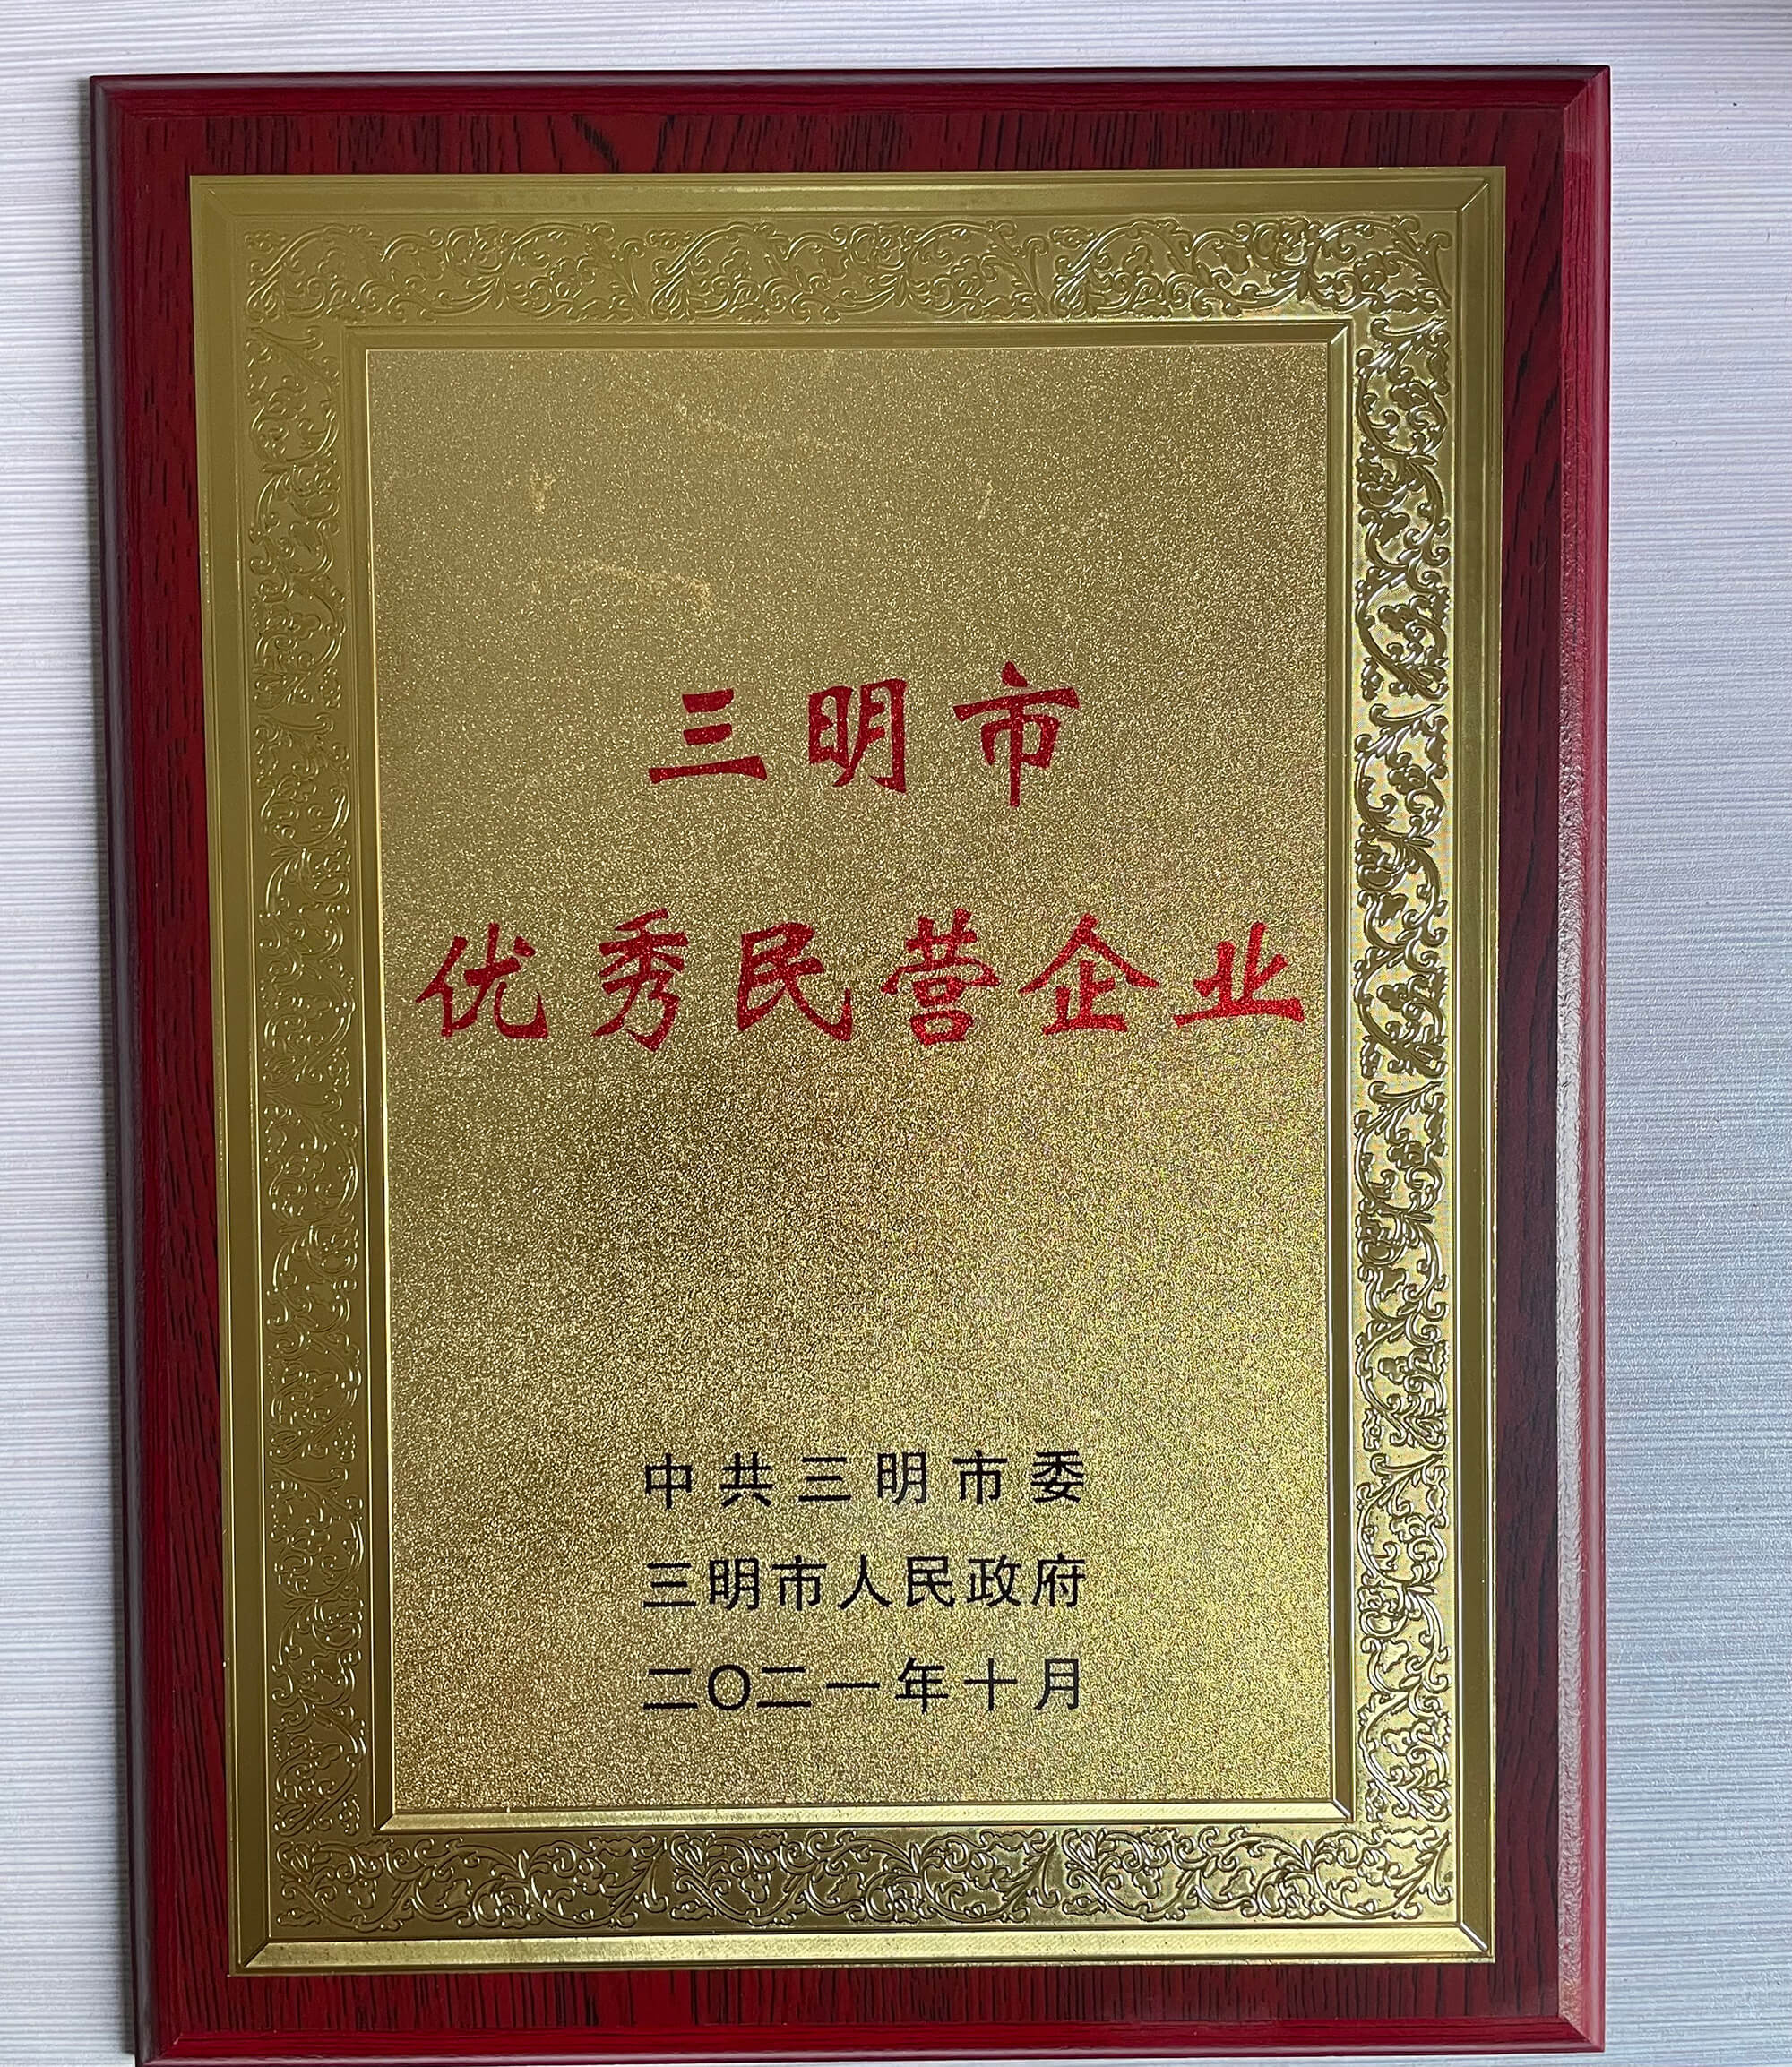 三明市
优秀民营企业
中共三明市委
三明市人民政府
二〇二一年十月